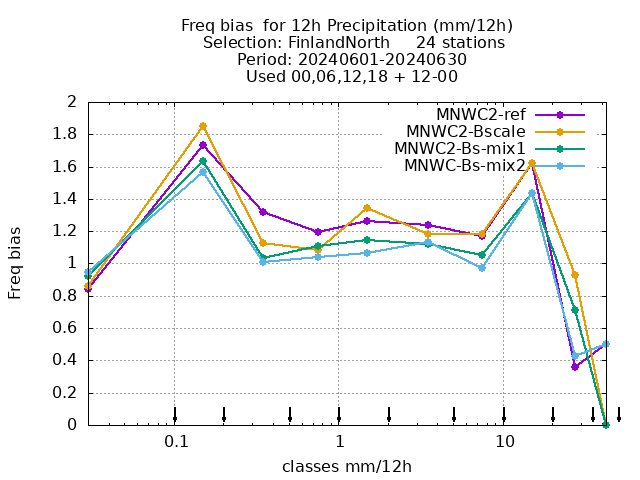 Freq bias  for 12h Precipitation (mm/12h)
Selection: FinlandNorth     24 stations
Period: 20240601-20240630
Used 00,06,12,18 + 12-00
MNWC2-ref
MNWC2-Bscale
MNWC2-Bs-mix1
MNWC-Bs-mix2
2
1.8
1.6
1.4
1.2
1
0.8
0.6
0.4
0.2
0
Freq bias
0.1 1 10
classes mm/12h